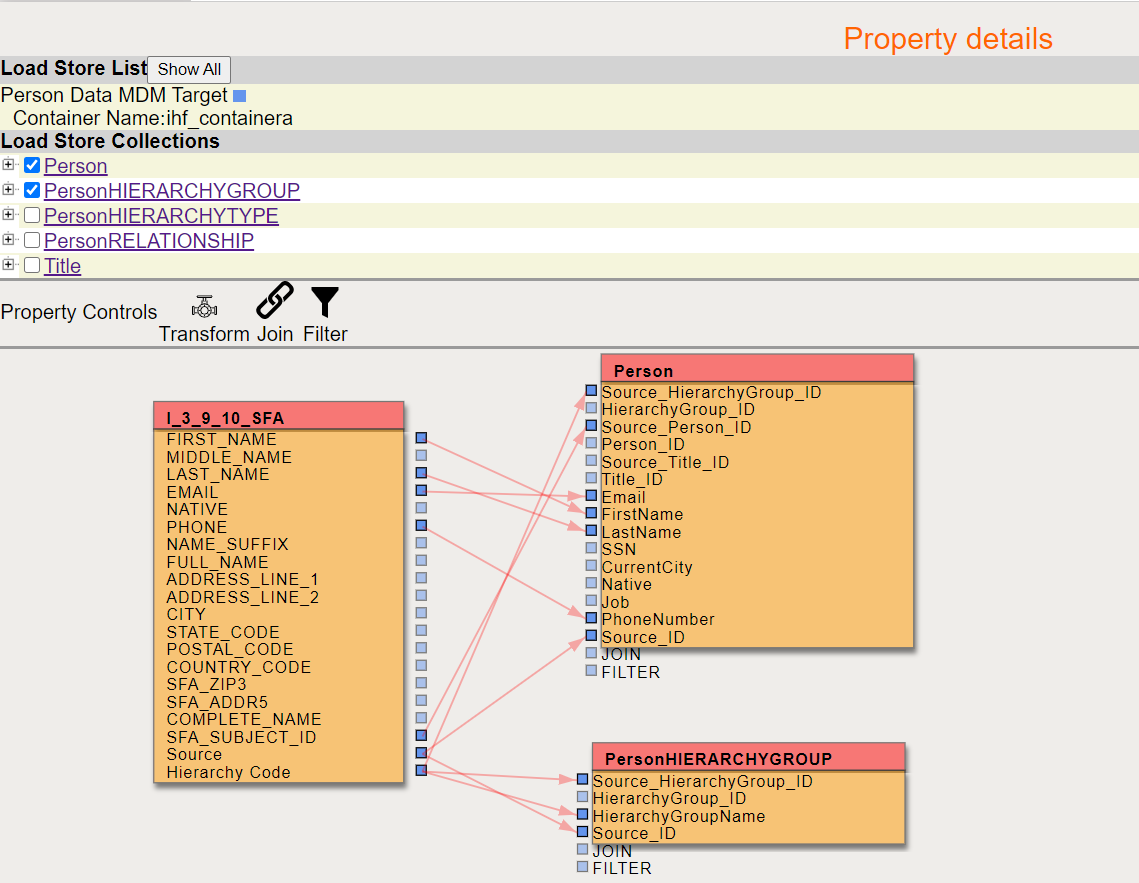 Property details
Load Store List Show All
Person Data MDM Target
Container Name:ihf_containera
Load Store Collections
Person
PersonHIERARCHYGROUP
PersonHIERARCHYTYPE
PersonRELATIONSHIP
Title
Property Controls
Transform Join Filter
I_3_9_10_SFA
FIRST_NAME
MIDDLE_NAME
LAST_NAME
EMAIL
NATIVE
PHONE
NAME_SUFFIX
FULL_NAME
ADDRESS_LINE_1
ADDRESS_LINE_2
CITY
STATE_CODE
POSTAL_CODE
COUNTRY_CODE
SFA_ZIP3
SFA_ADDR5
COMPLETE_NAME
SFA_SUBJECT_ID
Source
Hierarchy Code
Person
Source_HierarchyGroup_ID
HierarchyGroup_ID
Source_Person_ID
Person_ID
Source_Title_ID
Title_ID
Email
FirstName
LastName
SSN
CurrentCity
Native
Job
PhoneNumber
Source_ID
JOIN
FILTER
PersonHIERARCHYGROUP
Source_HierarchyGroup_ID
HierarchyGroup_ID
HierarchyGroupName
Source_ID
JOIN
FILTER